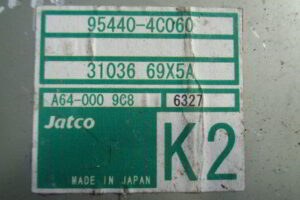 95440-4C060
31036 69X5A
A64-000 9C8 6327
Jatco
K2
MADE IN JAPAN